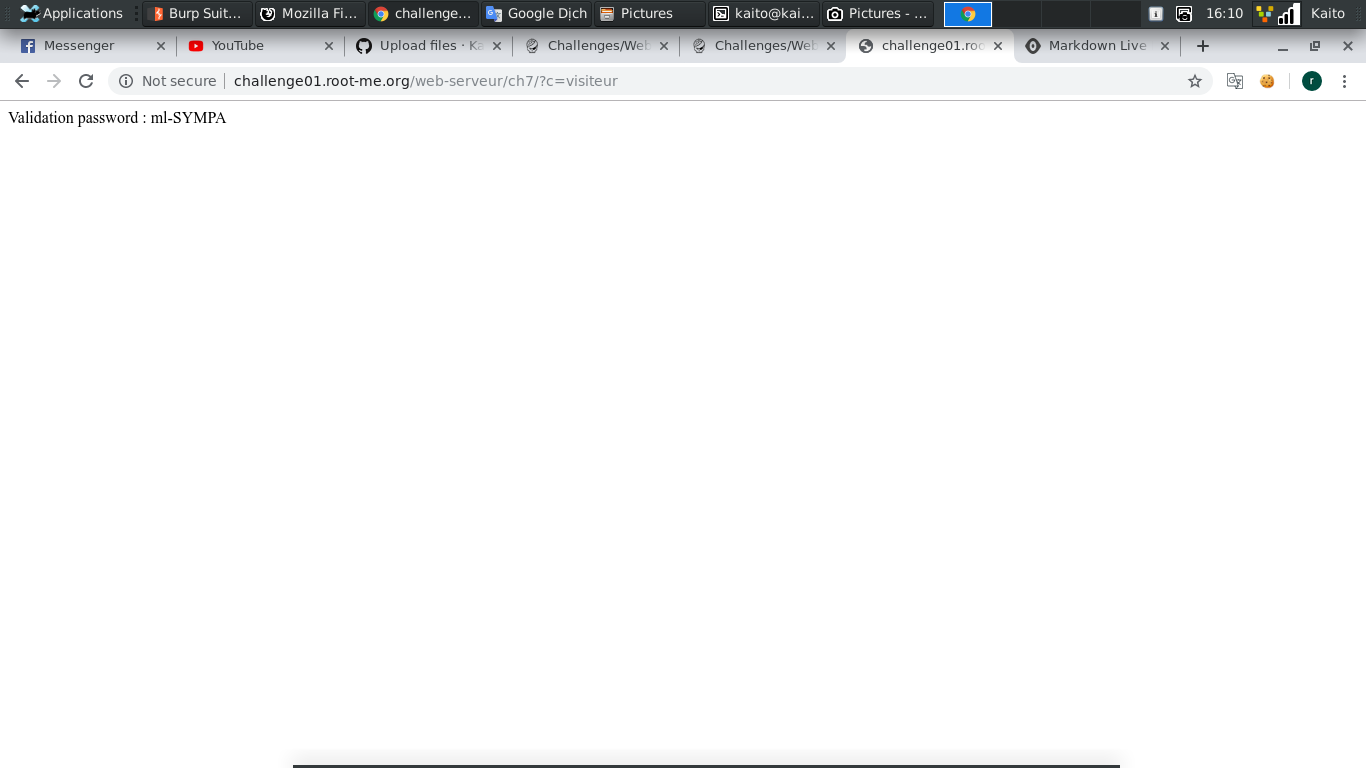 Applications Burp Suit... Mozilla Fi... challenge... Google Dịch Pictures kaito@kai... Pictures - ... 16:10 Kaito
Messenger YouTube Upload files · Ka Challenges/Web Challenges/Web challenge01.roo Markdown Live
Not secure challenge01.root-me.org/web-serveur/ch7/?c=visiteur r
Validation password : ml-SYMPA